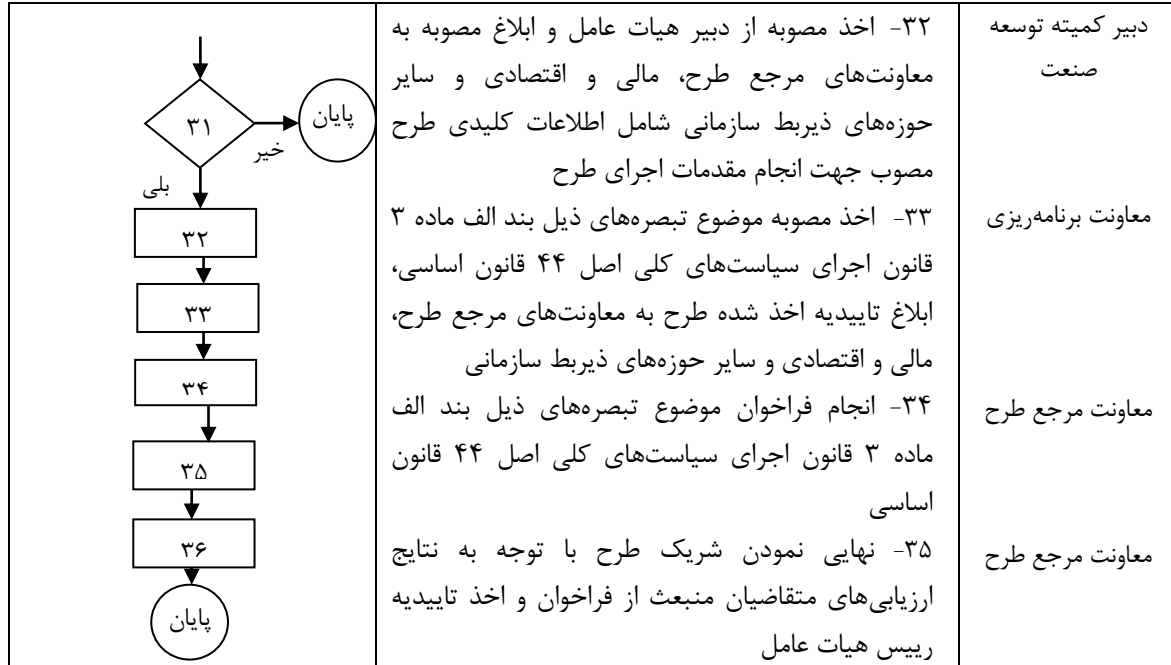 دبیر کمیته توسعه
صنعت
۳۲- اخذ مصوبه از دبیر هیات عامل و ابلاغ مصوبه به
معاونت‌های مرجع طرح، مالی و اقتصادی و سایر
حوزه‌های ذیربط سازمانی شامل اطلاعات کلیدی طرح
مصوب جهت انجام مقدمات اجرای طرح
معاونت برنامه‌ریزی
۳۳- اخذ مصوبه موضوع تبصره‌های ذیل بند الف ماده ۳
قانون اجرای سیاست‌های کلی اصل ۴۴ قانون اساسی،
ابلاغ تاییدیه اخذ شده طرح به معاونت‌های مرجع طرح،
مالی و اقتصادی و سایر حوزه‌های ذیربط سازمانی
معاونت مرجع طرح
۳۴- انجام فراخوان موضوع تبصره‌های ذیل بند الف
ماده ۳ قانون اجرای سیاست‌های کلی اصل ۴۴ قانون
اساسی
معاونت مرجع طرح
۳۵- نهایی نمودن شریک طرح با توجه به نتایج
ارزیابی‌های متقاضیان منبعث از فراخوان و اخذ تاییدیه
رییس هیات عامل
۳۱
پایان
خیر
بلی
۳۲
۳۳
۳۴
۳۵
۳۶
پایان